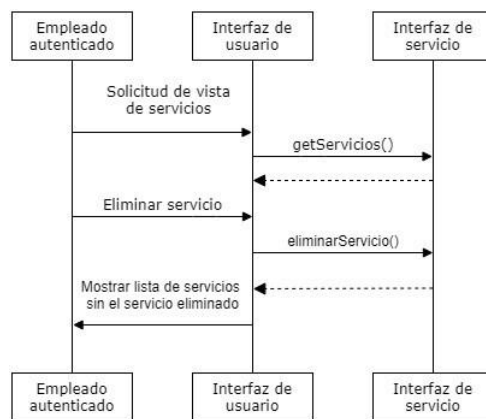 Empleado
autenticado
Interfaz de
usuario
Interfaz de
servicio
Solicitud de vista
de servicios
getServicios()
Eliminar servicio
eliminarServicio()
Mostrar lista de servicios
sin el servicio eliminado
Empleado
autenticado
Interfaz de
usuario
Interfaz de
servicio